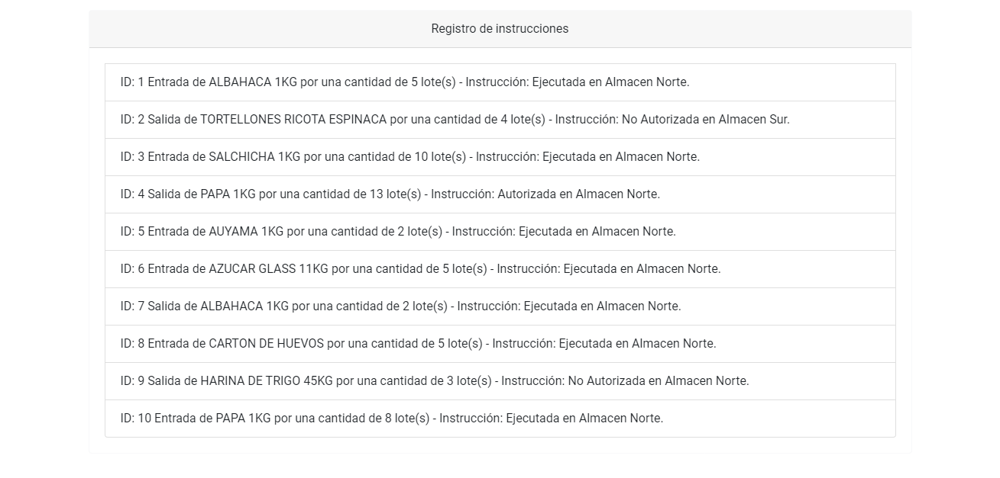 Registro de instrucciones
ID: 1 Entrada de ALBAHACA 1KG por una cantidad de 5 lote(s) - Instrucción: Ejecutada en Almacen Norte.
ID: 2 Salida de TORTELLONES RICOTA ESPINACA por una cantidad de 4 lote(s) - Instrucción: No Autorizada en Almacen Sur.
ID: 3 Entrada de SALCHICHA 1KG por una cantidad de 10 lote(s) - Instrucción: Ejecutada en Almacen Norte.
ID: 4 Salida de PAPA 1KG por una cantidad de 13 lote(s) - Instrucción: Autorizada en Almacen Norte.
ID: 5 Entrada de AUYAMA 1KG por una cantidad de 2 lote(s) - Instrucción: Ejecutada en Almacen Norte.
ID: 6 Entrada de AZUCAR GLASS 11KG por una cantidad de 5 lote(s) - Instrucción: Ejecutada en Almacen Norte.
ID: 7 Salida de ALBAHACA 1KG por una cantidad de 2 lote(s) - Instrucción: Ejecutada en Almacen Norte.
ID: 8 Entrada de CARTON DE HUEVOS por una cantidad de 5 lote(s) - Instrucción: Ejecutada en Almacen Norte.
ID: 9 Salida de HARINA DE TRIGO 45KG por una cantidad de 3 lote(s) - Instrucción: No Autorizada en Almacen Norte.
ID: 10 Entrada de PAPA 1KG por una cantidad de 8 lote(s) - Instrucción: Ejecutada en Almacen Norte.